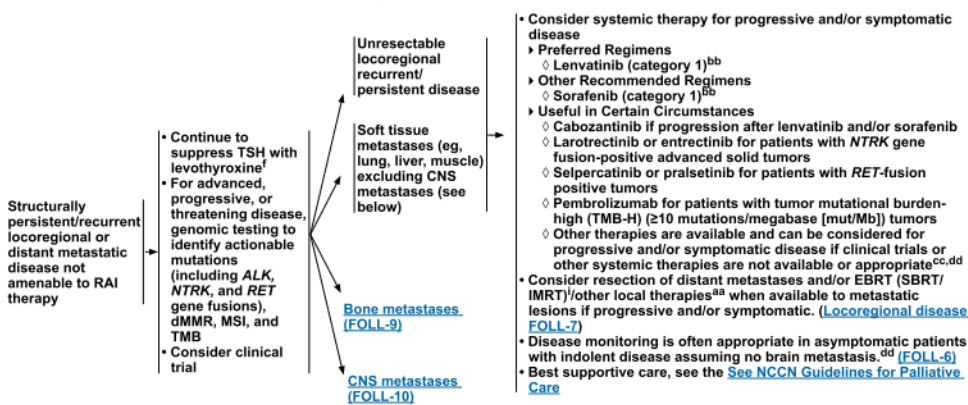 Structurally
persistent/recurrent
locoregional or
distant metastatic
disease not
amenable to RAI
therapy
• Continue to
suppress TSH with
levothyroxineᶠ
• For advanced,
progressive, or
threatening disease,
genomic testing to
identify actionable
mutations
(including ALK,
NTRK, and RET
gene fusions),
dMMR, MSI, and
TMB
• Consider clinical
trial
Unresectable
locoregional
recurrent/
persistent disease
Soft tissue
metastases (eg,
lung, liver, muscle)
excluding CNS
metastases (see
below)
Bone metastases
(FOLL-9)
CNS metastases
(FOLL-10)
• Consider systemic therapy for progressive and/or symptomatic
disease
▸ Preferred Regimens
◊ Lenvatinib (category 1)ᵇᵇ
▸ Other Recommended Regimens
◊ Sorafenib (category 1)ᵇᵇ
▸ Useful in Certain Circumstances
◊ Cabozantinib if progression after lenvatinib and/or sorafenib
◊ Larotrectinib or entrectinib for patients with NTRK gene
fusion-positive advanced solid tumors
◊ Selpercatinib or pralsetinib for patients with RET-fusion
positive tumors
◊ Pembrolizumab for patients with tumor mutational burden-
high (TMB-H) (≥10 mutations/megabase [mut/Mb]) tumors
◊ Other therapies are available and can be considered for
progressive and/or symptomatic disease if clinical trials or
other systemic therapies are not available or appropriateᶜᶜ,ᵈᵈ
• Consider resection of distant metastases and/or EBRT (SBRT/
IMRT)ⁱ/other local therapiesᵃᵃ when available to metastatic
lesions if progressive and/or symptomatic. (Locoregional disease
FOLL-7)
• Disease monitoring is often appropriate in asymptomatic patients
with indolent disease assuming no brain metastasis.ᵈᵈ (FOLL-6)
• Best supportive care, see the See NCCN Guidelines for Palliative
Care